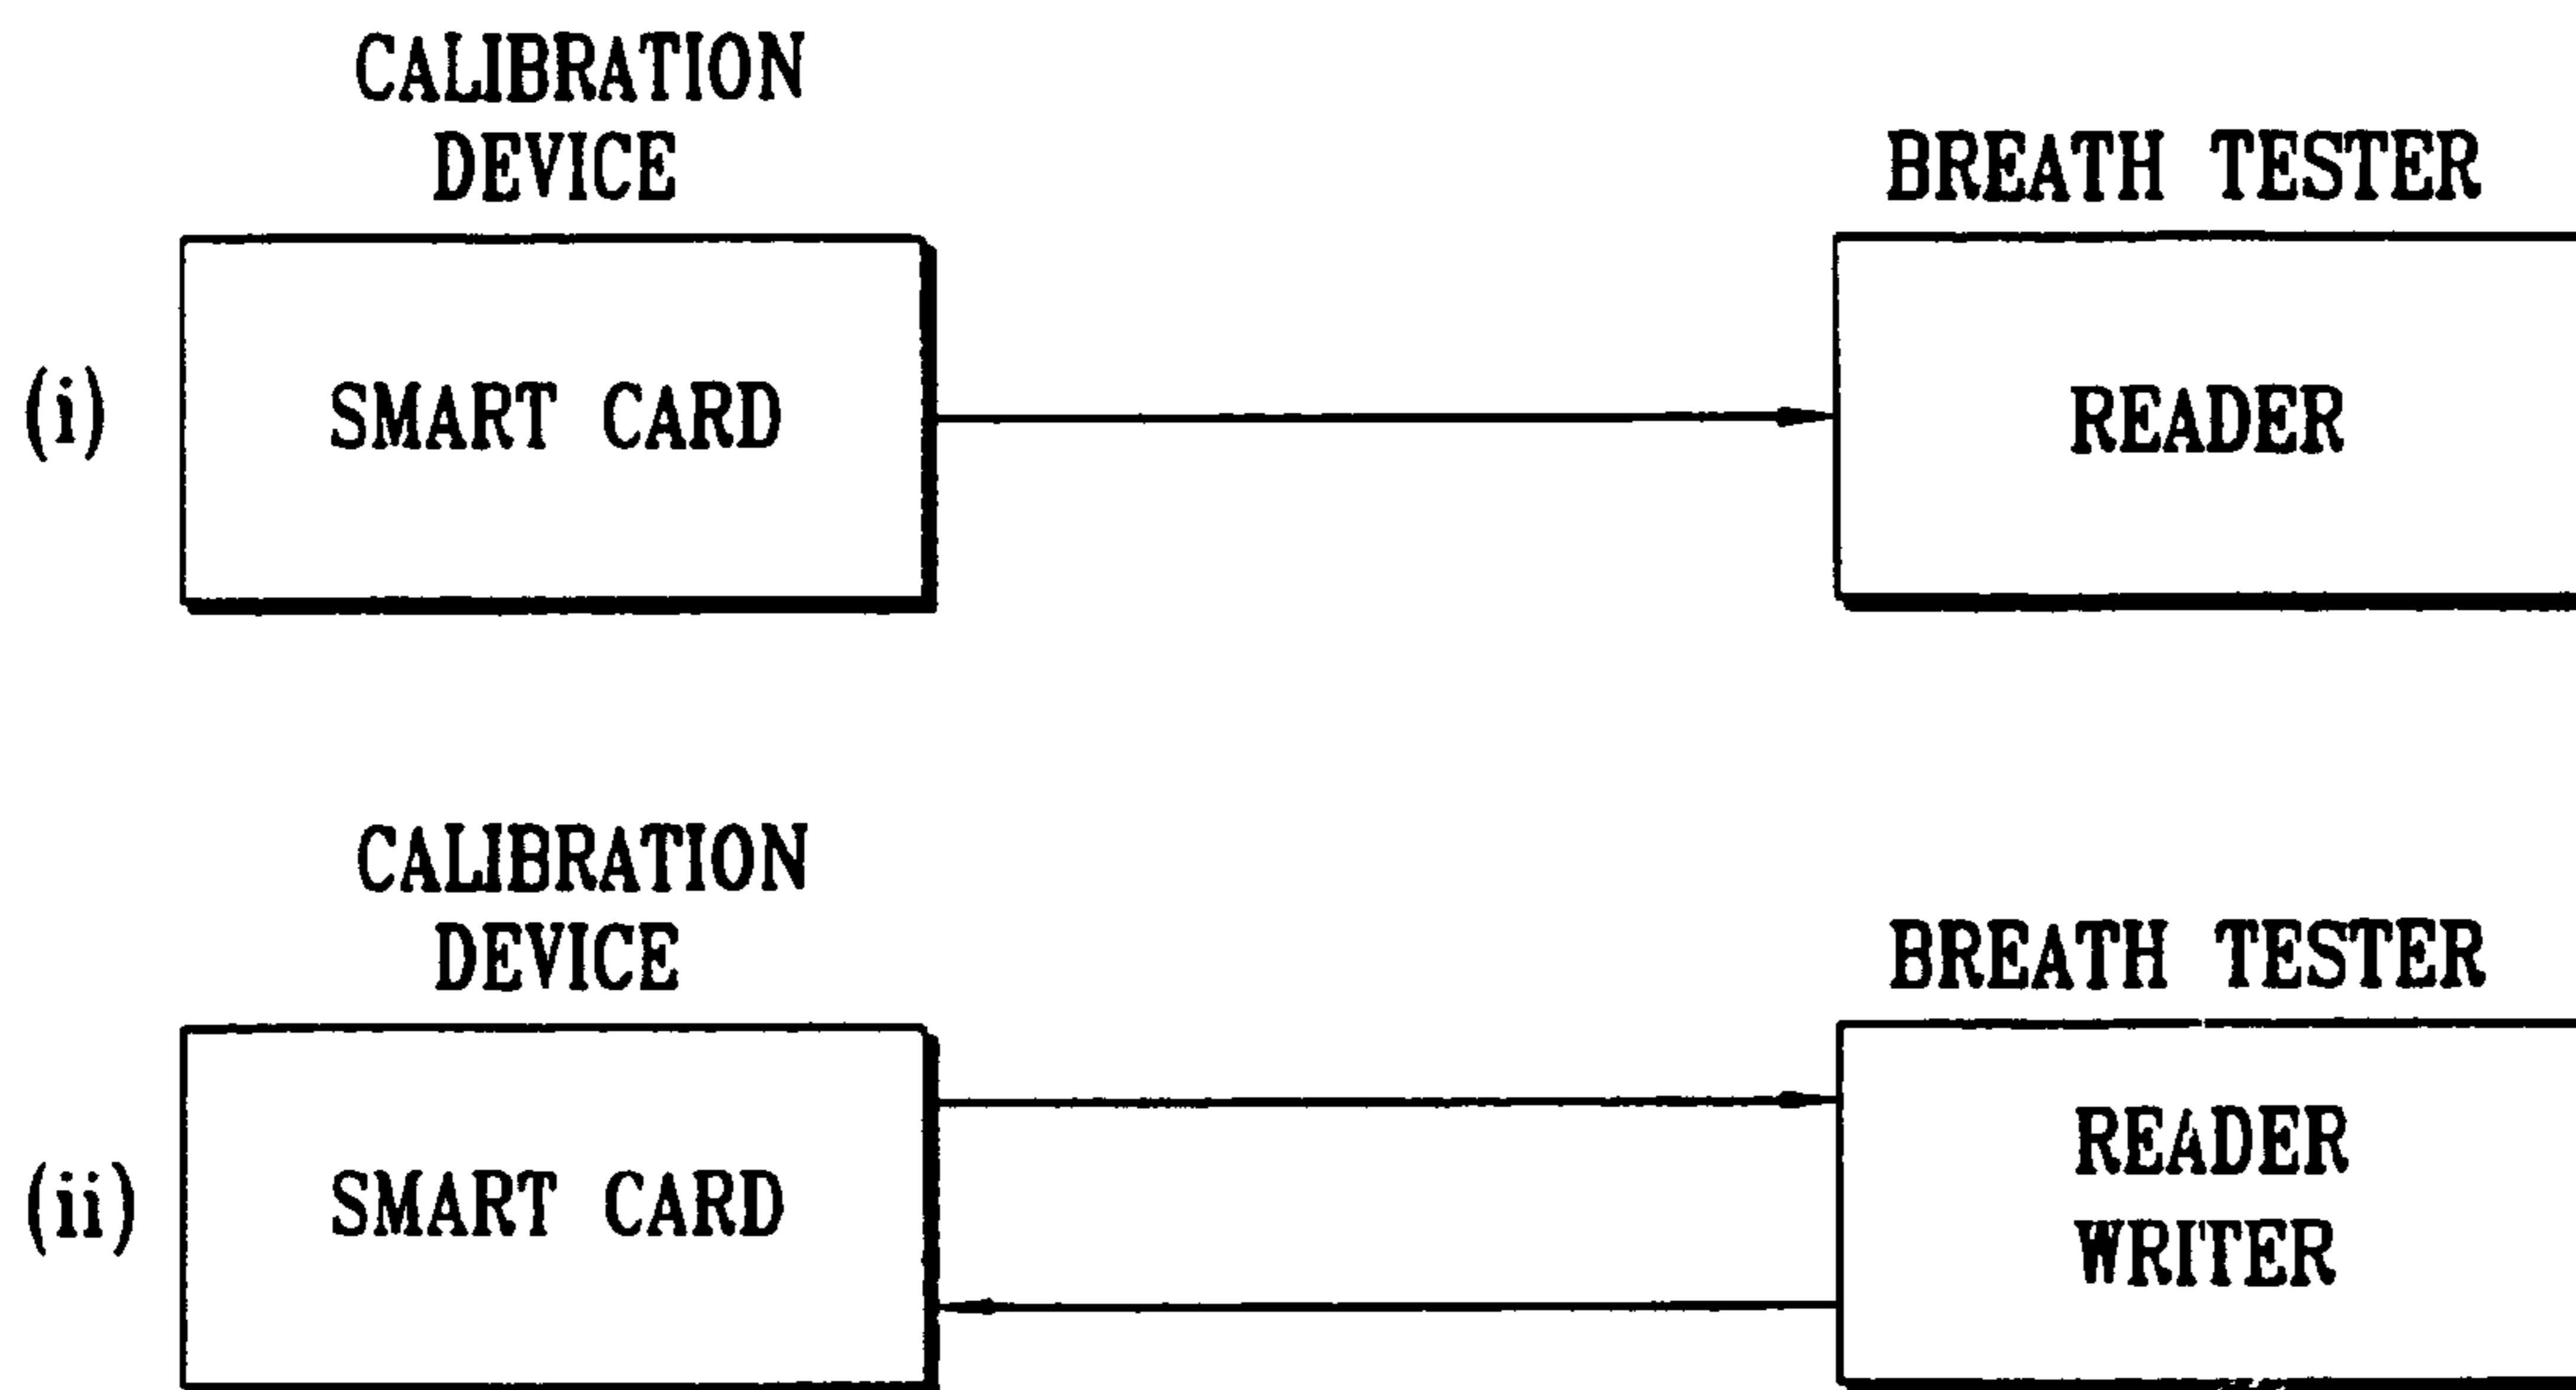 CALIBRATION
DEVICE
BREATH TESTER
(i)
SMART CARD
READER
CALIBRATION
DEVICE
BREATH TESTER
(ii)
SMART CARD
READER
WRITER